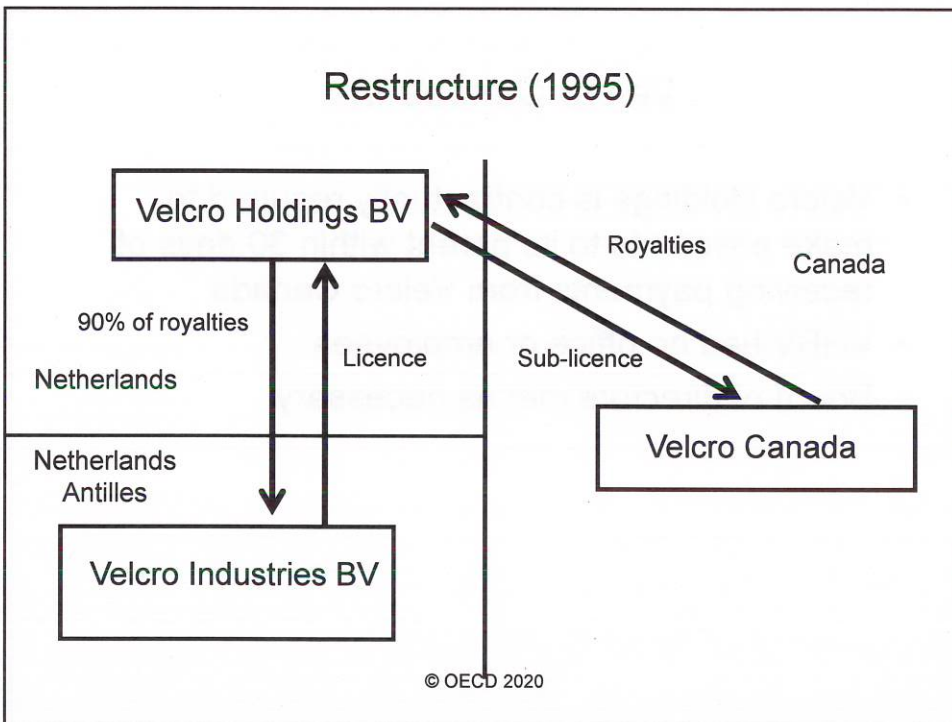 Restructure (1995)
Velcro Holdings BV
Royalties
Canada
90% of royalties
Licence
Sub-licence
Netherlands
Velcro Canada
Netherlands
Antilles
Velcro Industries BV
© OECD 2020